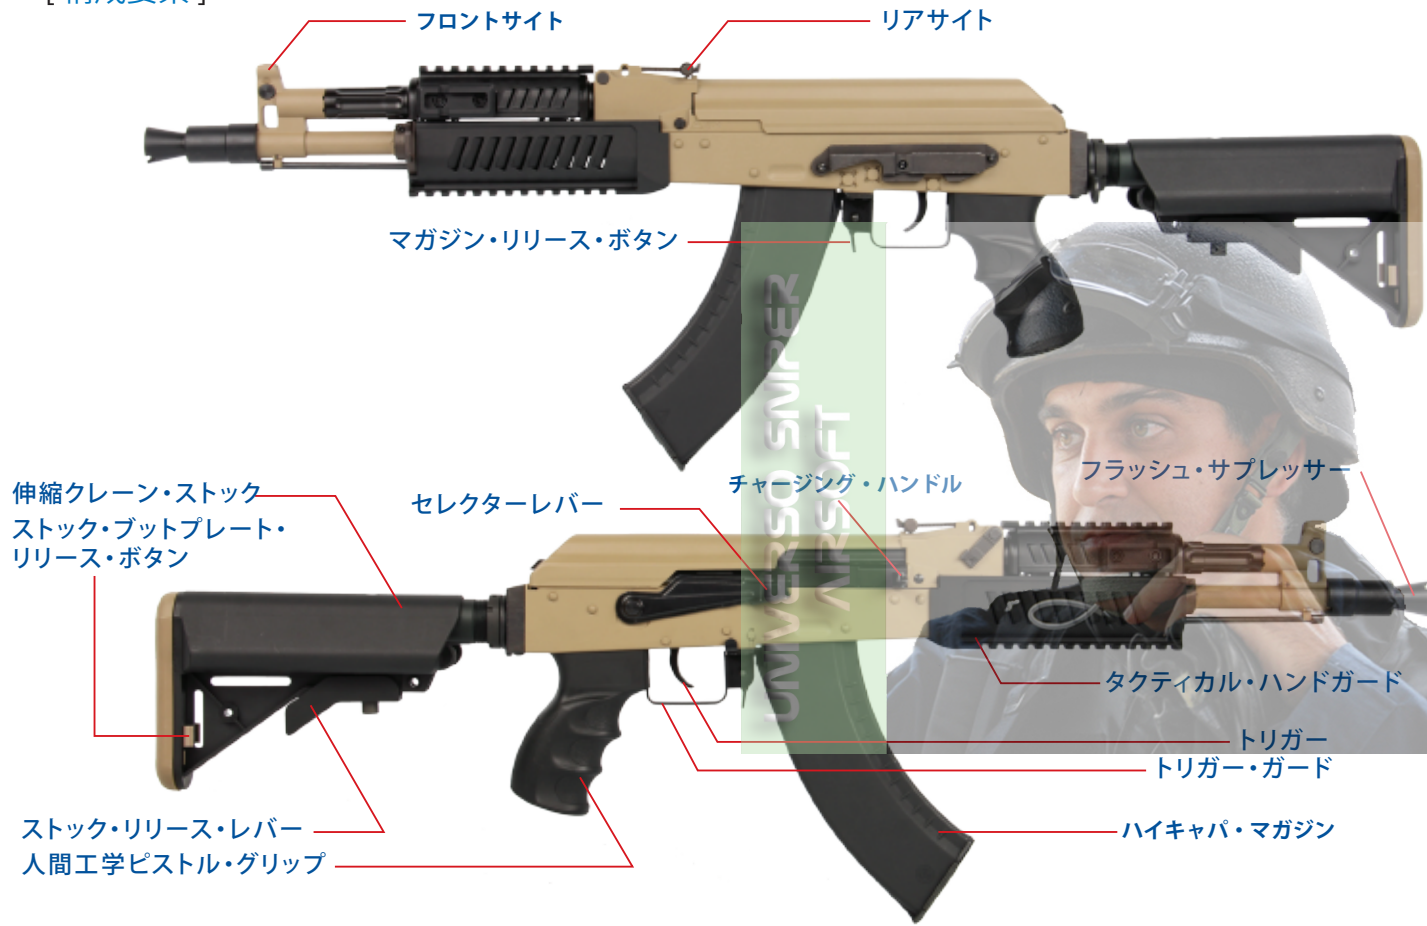 [ 構成要素 ]
フロントサイト
リアサイト
マガジン・リリース・ボタン
伸縮クレーン・ストック
ストック・ブットプレート・
リリース・ボタン
セレクターレバー
チャージング・ハンドル
フラッシュ・サプレッサー
タクティカル・ハンドガード
トリガー
トリガー・ガード
ハイキャパ・マガジン
ストック・リリース・レバー
人間工学ピストル・グリップ
UNIVERSO SNIPER
AIRSOFT